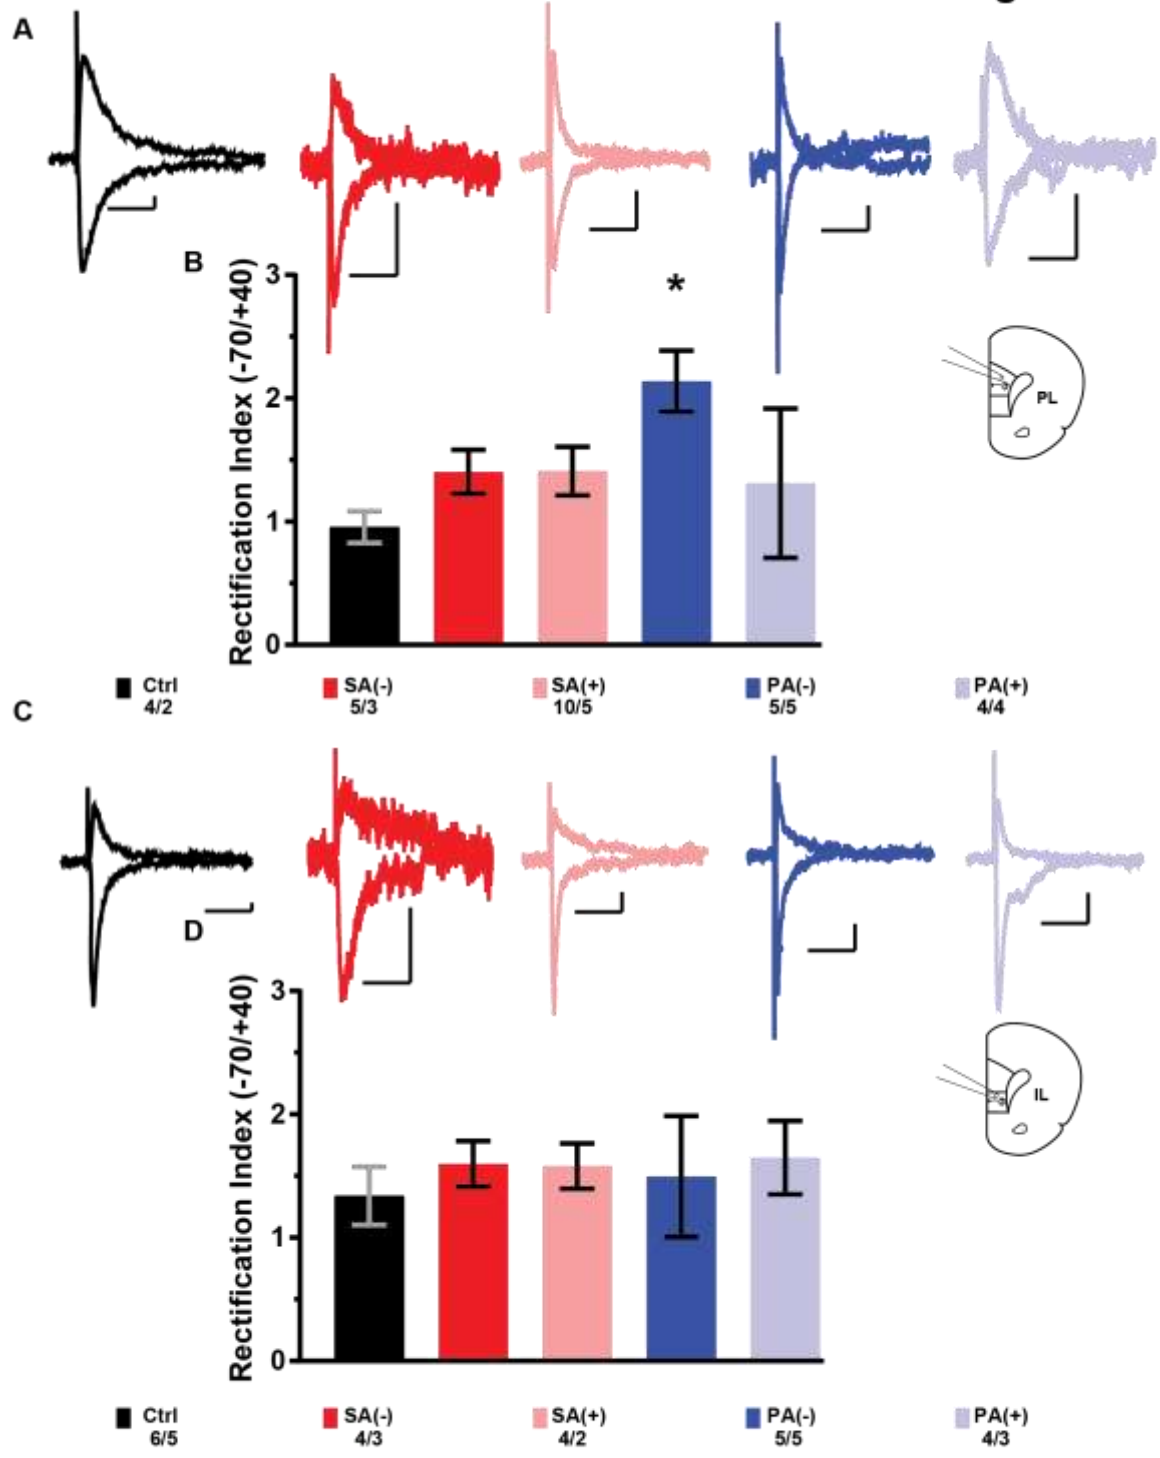 A
B
Rectification Index (-70/+40)
3
2
1
0
*
PL
Ctrl
4/2
SA(-)
5/3
SA(+)
10/5
PA(-)
5/5
PA(+)
4/4
C
D
Rectification Index (-70/+40)
3
2
1
0
IL
Ctrl
6/5
SA(-)
4/3
SA(+)
4/2
PA(-)
5/5
PA(+)
4/3